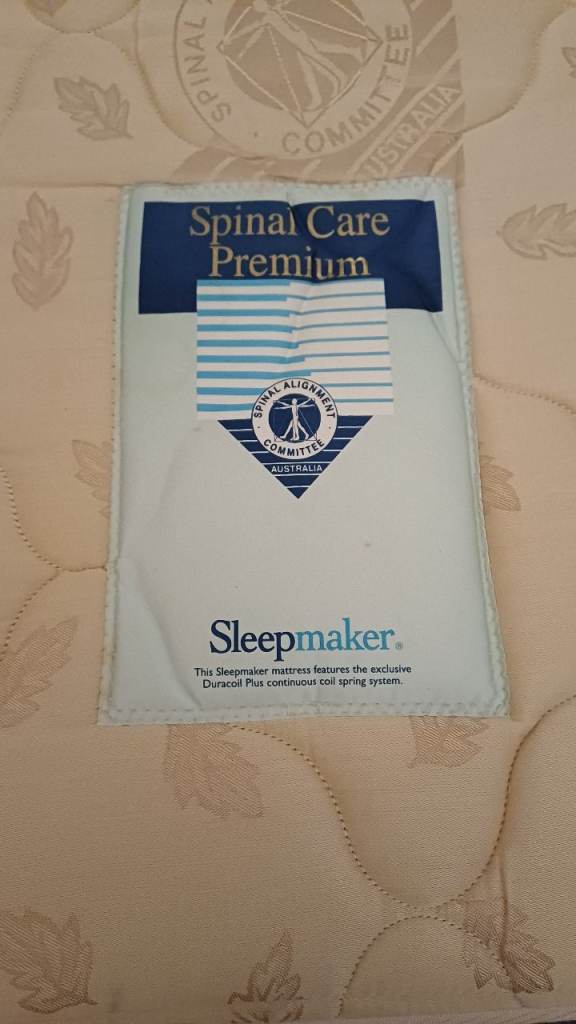 SPINAL
COMMITTEE
AUSTRALIA
Spinal Care
Premium
SPINAL ALIGNMENT
COMMITTEE
AUSTRALIA
Sleepmaker®
This Sleepmaker mattress features the exclusive
Duracoil Plus continuous coil spring system.